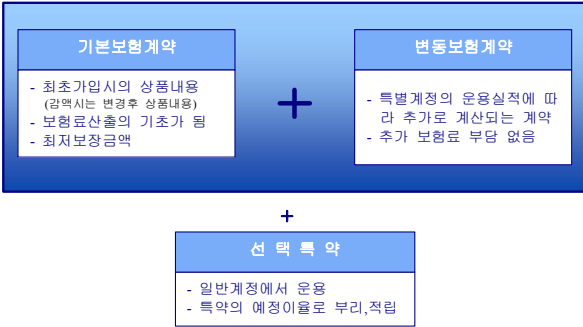 기본보험계약
- 최초가입시의 상품내용
(감액시는 변경후 상품내용)
- 보험료산출의 기초가 됨
- 최저보장금액
+
변동보험계약
- 특별계정의 운용실적에 따
라 추가로 계산되는 계약
- 추가 보험료 부담 없음
+
선 택 특 약
- 일반계정에서 운용
- 특약의 예정이율로 부리,적립